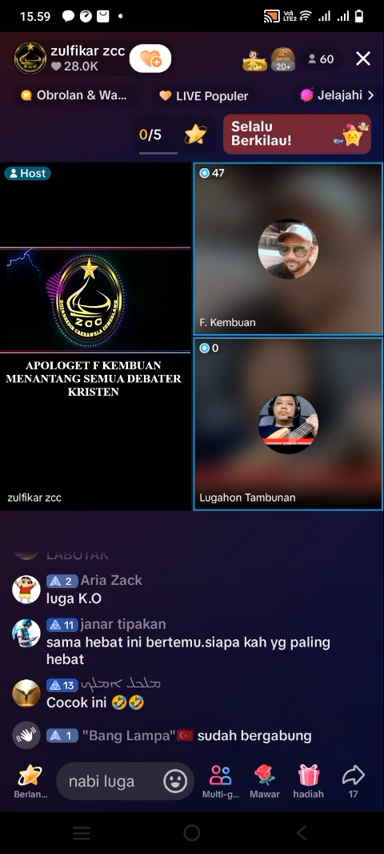 15.59
VoLTE2
zulfikar zcc
28.0K
20+
20+
60
Obrolan & Wa...
LIVE Populer
Jelajahi
0/5
Selalu
Berkilau!
Host
47
ZCC
F. Kembuan
APOLOGET F KEMBUAN
MENANTANG SEMUA DEBATER
KRISTEN
0
zulfikar zcc
Lugahon Tambunan
LABUTAK
2 Aria Zack
luga K.O
11 janar tipakan
sama hebat ini bertemu.siapa kah yg paling
hebat
13
Cocok ini 🤣🤣
1 "Bang Lampa"🇹🇷 sudah bergabung
nabi luga
Berlan...
Multi-g...
Mawar
hadiah
17